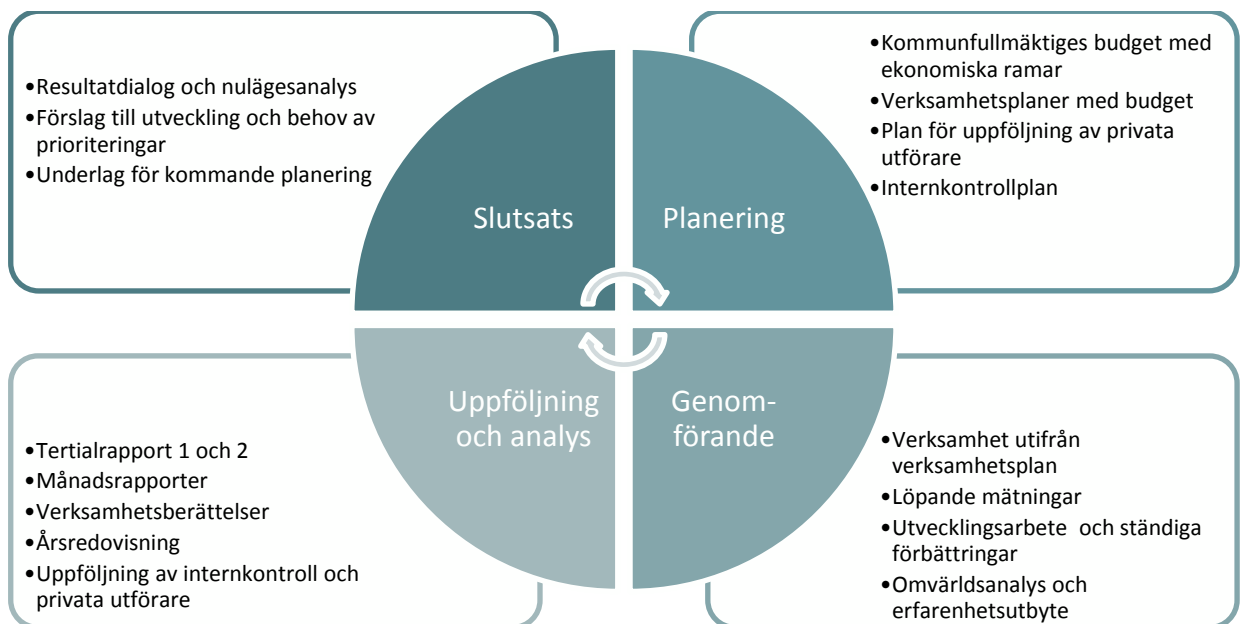 •Resultatdialog och nulägesanalys
•Förslag till utveckling och behov av
prioriteringar
•Underlag för kommande planering
•Kommunfullmäktiges budget med
ekonomiska ramar
•Verksamhetsplaner med budget
•Plan för uppföljning av privata
utförare
•Internkontrollplan
Slutsats
Planering
Uppföljning
och analys
Genom-
förande
•Tertialrapport 1 och 2
•Månadsrapporter
•Verksamhetsberättelser
•Årsredovisning
•Uppföljning av internkontroll och
privata utförare
•Verksamhet utifrån
verksamhetsplan
•Löpande mätningar
•Utvecklingsarbete och ständiga
förbättringar
•Omvärldsanalys och
erfarenhetsutbyte